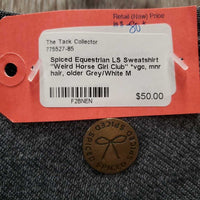 Retail (New) Price
The Tack Collector
775527-85
Spiced Equestrian LS Sweatshirt
"Weird Horse Girl Club" *vgc, mnr
hair, older Grey/White M
$50.00
F2BNEN
SPICED